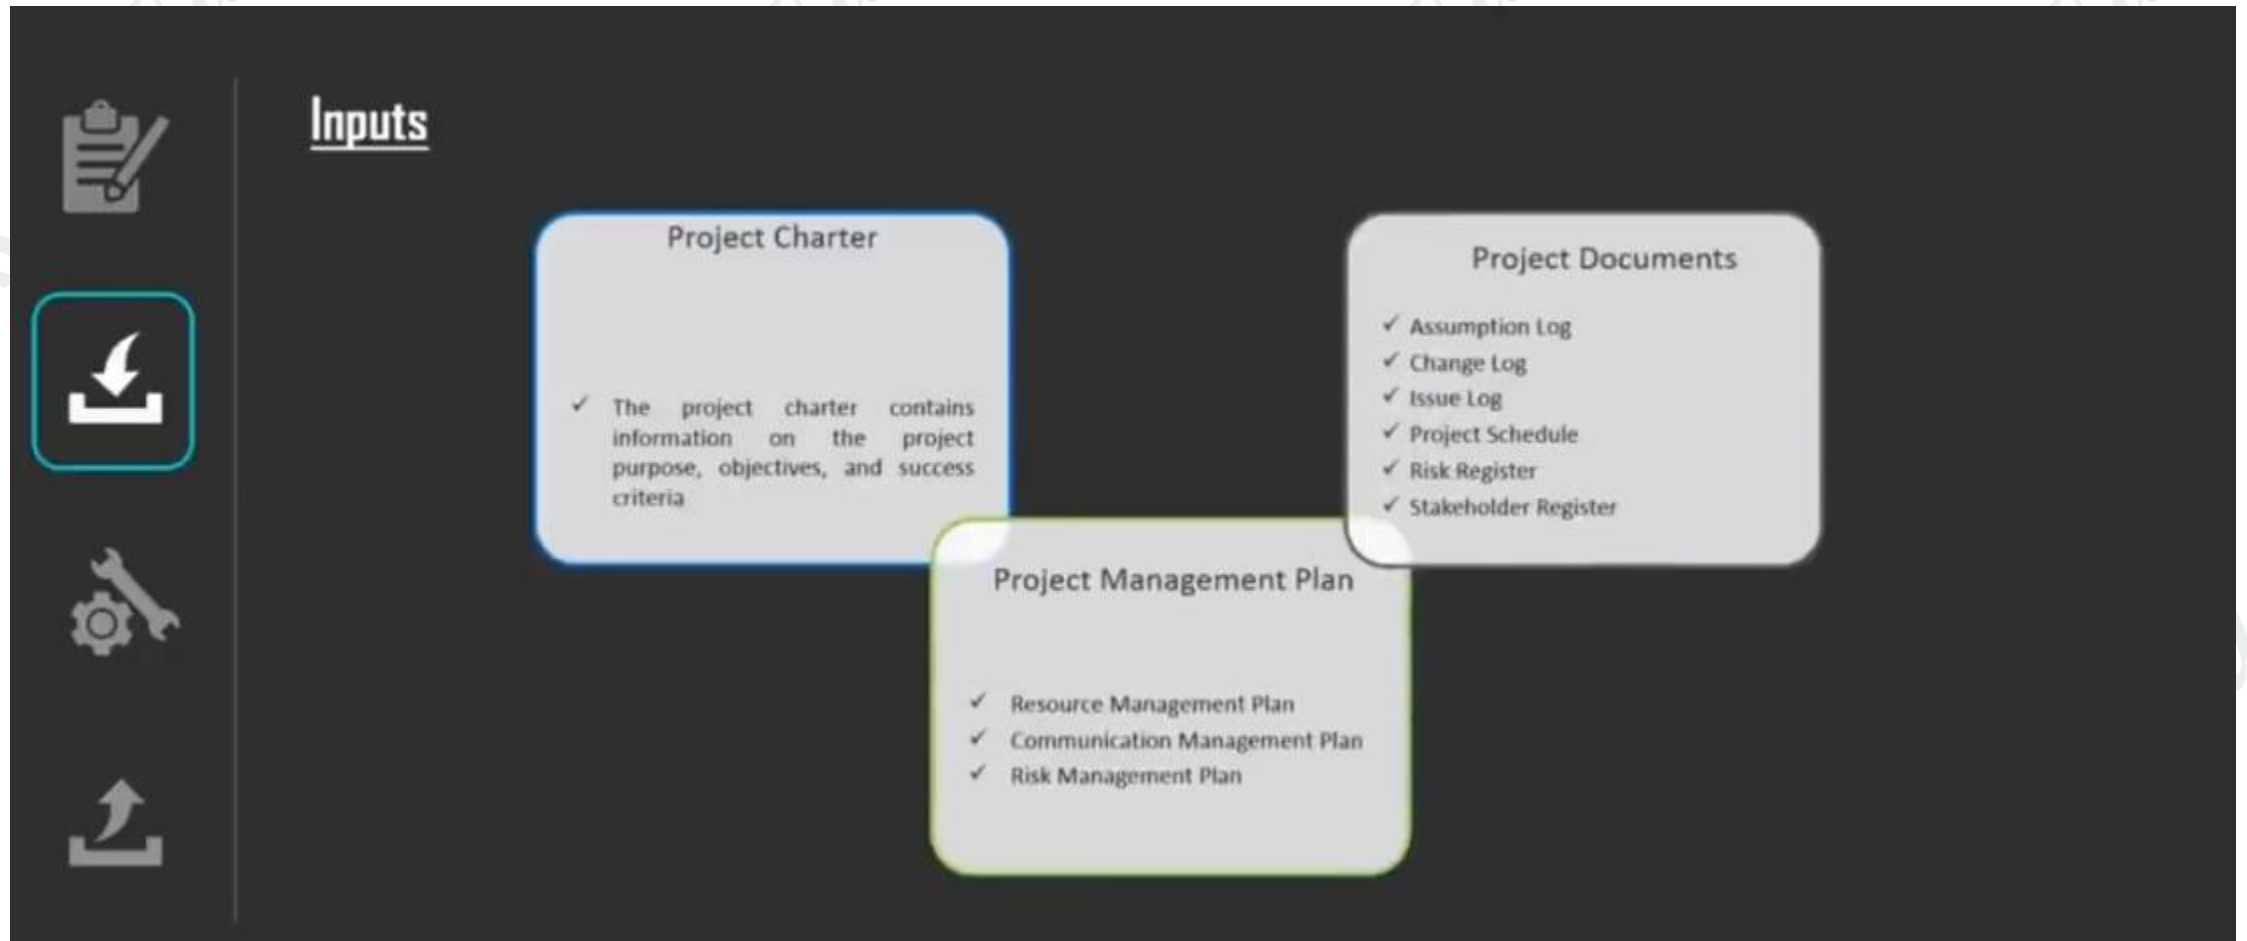 Inputs
Project Charter
✓ The project charter contains
information on the project
purpose, objectives, and success
criteria
Project Documents
✓ Assumption Log
✓ Change Log
✓ Issue Log
✓ Project Schedule
✓ Risk Register
✓ Stakeholder Register
Project Management Plan
✓ Resource Management Plan
✓ Communication Management Plan
✓ Risk Management Plan